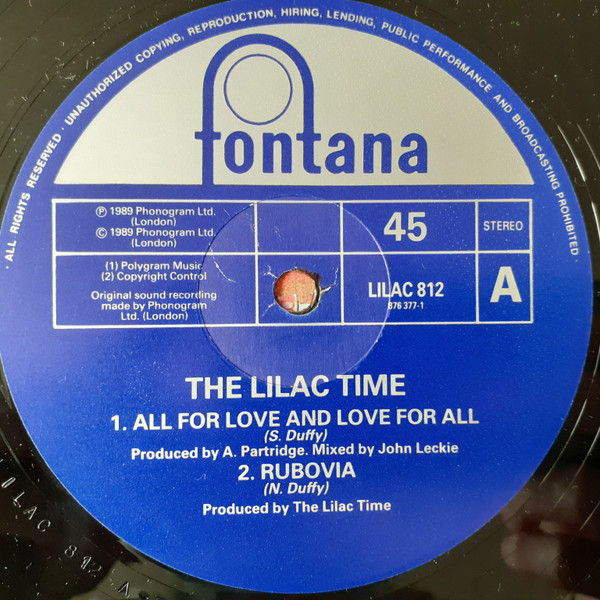 ALL RIGHTS RESERVED · UNAUTHORIZED COPYING, REPRODUCTION, HIRING, LENDING, PUBLIC PERFORMANCE AND BROADCASTING PROHIBITED ·
fontana
℗ 1989 Phonogram Ltd.
(London)
© 1989 Phonogram Ltd.
(London)
45
STEREO
(1) Polygram Music
(2) Copyright Control
Original sound recording
made by Phonogram
Ltd. (London)
LILAC 812
876 377-1
A
THE LILAC TIME
1. ALL FOR LOVE AND LOVE FOR ALL
(S. Duffy)
Produced by A. Partridge. Mixed by John Leckie
2. RUBOVIA
(N. Duffy)
Produced by The Lilac Time
LILAC 812 A